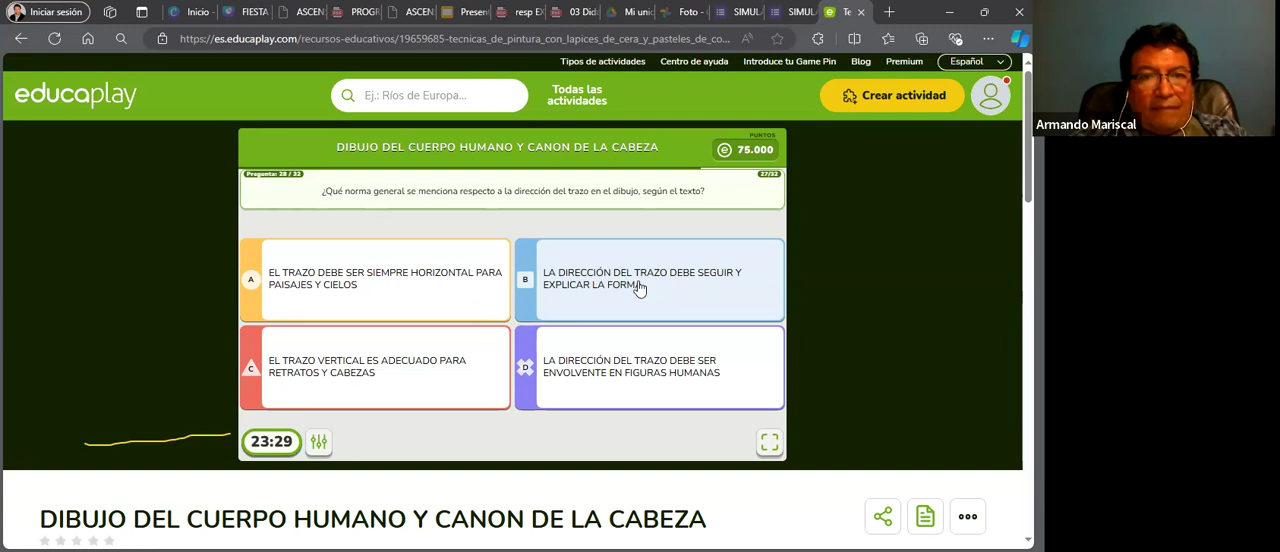 Iniciar sesión
Inicio -
FIESTA
ASCEN
PROGR
ASCEN
Present
resp EX
03 Did
Mi uni
Foto -
SIMUL
SIMUL
Te
https://es.educaplay.com/recursos-educativos/19659685-tecnicas_de_pintura_con_lapices_de_cera_y_pasteles_de_co...
Tipos de actividades
Centro de ayuda
Introduce tu Game Pin
Blog
Premium
Español
educaplay
Ej.: Ríos de Europa...
Todas las
actividades
Crear actividad
Armando Mariscal
DIBUJO DEL CUERPO HUMANO Y CANON DE LA CABEZA
PUNTOS
75.000
Pregunta: 28 / 32
27/32
¿Qué norma general se menciona respecto a la dirección del trazo en el dibujo, según el texto?
A
EL TRAZO DEBE SER SIEMPRE HORIZONTAL PARA
PAISAJES Y CIELOS
B
LA DIRECCIÓN DEL TRAZO DEBE SEGUIR Y
EXPLICAR LA FORMA
C
EL TRAZO VERTICAL ES ADECUADO PARA
RETRATOS Y CABEZAS
D
LA DIRECCIÓN DEL TRAZO DEBE SER
ENVOLVENTE EN FIGURAS HUMANAS
23:29
DIBUJO DEL CUERPO HUMANO Y CANON DE LA CABEZA